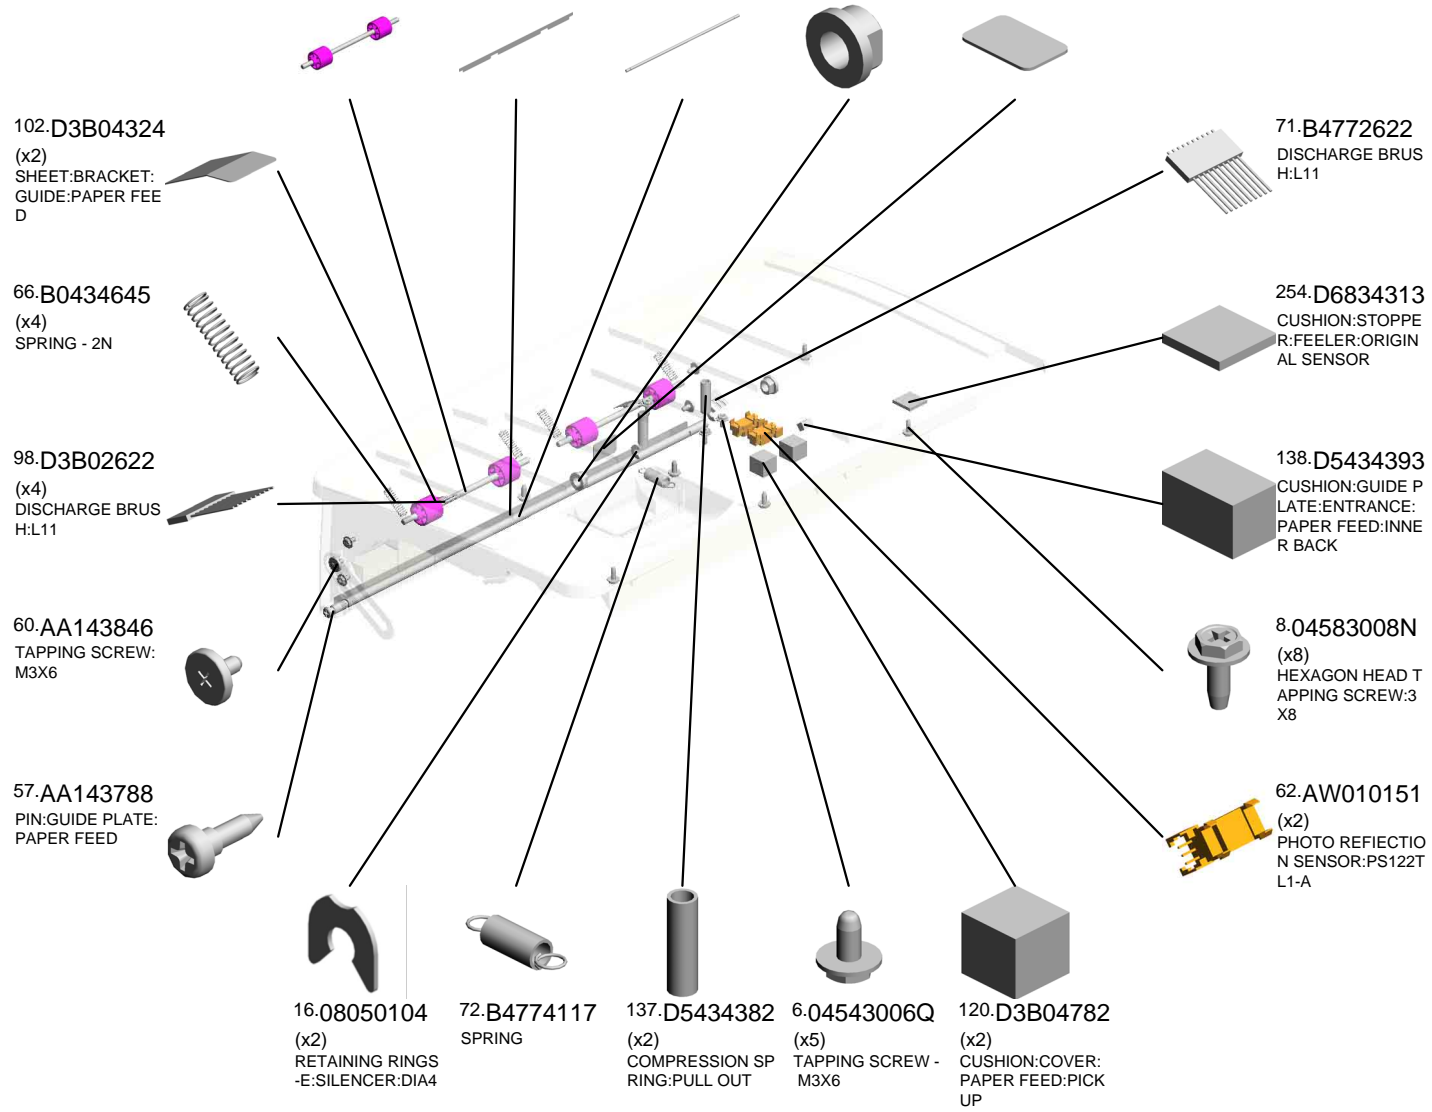 102.D3B04324
(x2)
SHEET:BRACKET:
GUIDE:PAPER FEE
D
66.B0434645
(x4)
SPRING - 2N
98.D3B02622
(x4)
DISCHARGE BRUS
H:L11
60.AA143846
TAPPING SCREW:
M3X6
57.AA143788
PIN:GUIDE PLATE:
PAPER FEED
71.B4772622
DISCHARGE BRUS
H:L11
254.D6834313
CUSHION:STOPPE
R:FEELER:ORIGIN
AL SENSOR
138.D5434393
CUSHION:GUIDE P
LATE:ENTRANCE:
PAPER FEED:INNE
R BACK
8.04583008N
(x8)
HEXAGON HEAD T
APPING SCREW:3
X8
62.AW010151
(x2)
PHOTO REFIECTIO
N SENSOR:PS122T
L1-A
16.08050104
(x2)
RETAINING RINGS
-E:SILENCER:DIA4
72.B4774117
SPRING
137.D5434382
(x2)
COMPRESSION SP
RING:PULL OUT
6.04543006Q
(x5)
TAPPING SCREW -
M3X6
120.D3B04782
(x2)
CUSHION:COVER:
PAPER FEED:PICK
UP